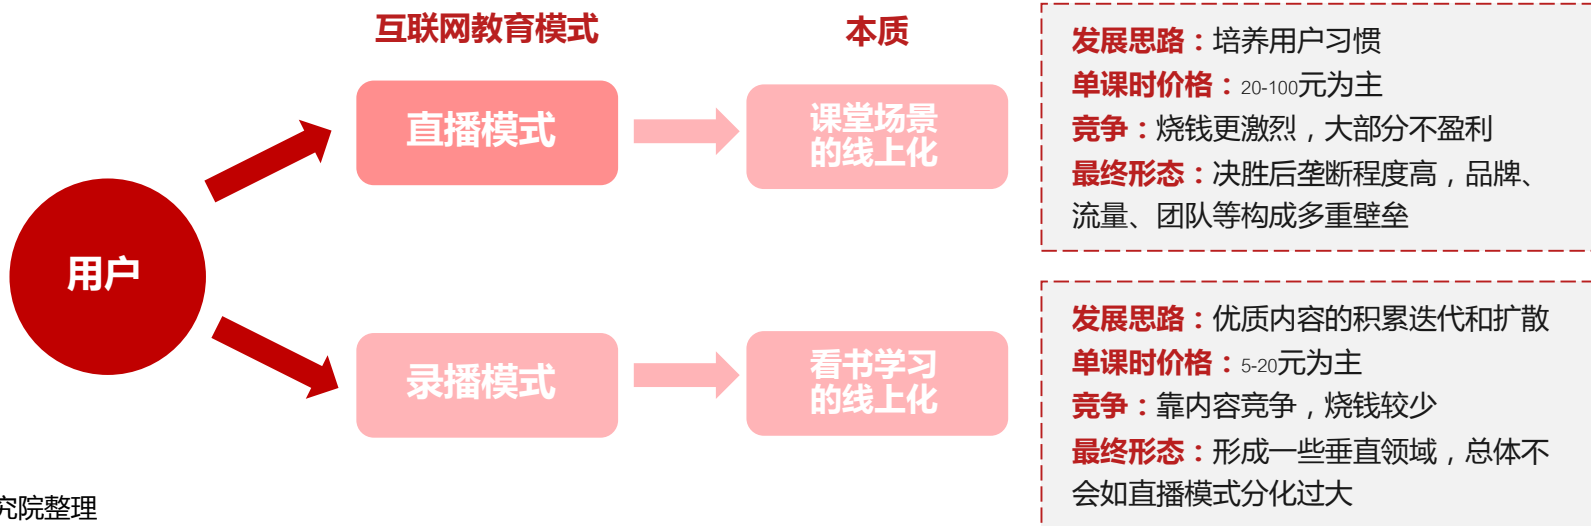 互联网教育模式
本质
用户
直播模式
课堂场景
的线上化
发展思路：培养用户习惯
单课时价格：20-100元为主
竞争：烧钱更激烈，大部分不盈利
最终形态：决胜后垄断程度高，品牌、
流量、团队等构成多重壁垒
录播模式
看书学习
的线上化
发展思路：优质内容的积累迭代和扩散
单课时价格：5-20元为主
竞争：靠内容竞争，烧钱较少
最终形态：形成一些垂直领域，总体不
会如直播模式分化过大
究院整理